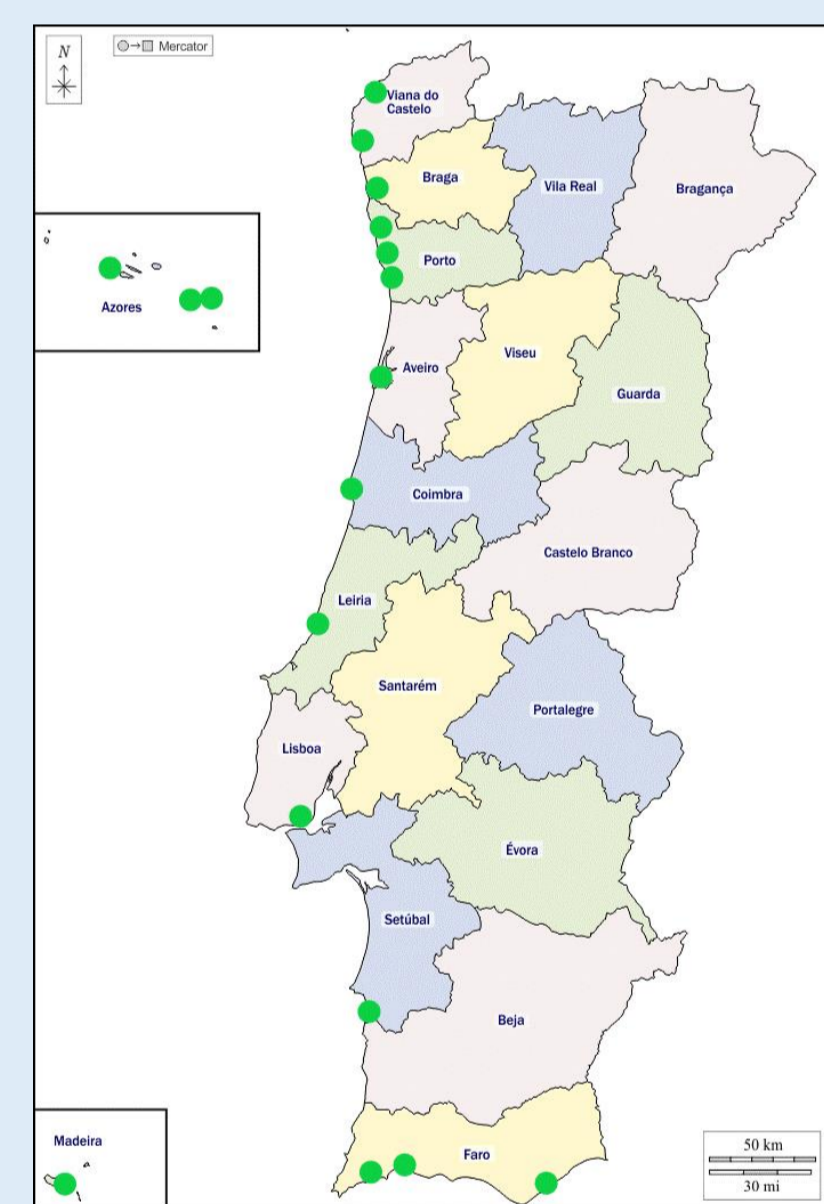 N
Mercator
Viana do
Castelo
Braga
Vila Real
Bragança
Porto
Azores
Aveiro
Viseu
Guarda
Coimbra
Castelo Branco
Leiria
Santarém
Portalegre
Lisboa
Évora
Setúbal
Beja
Madeira
Faro
50 km
30 mi